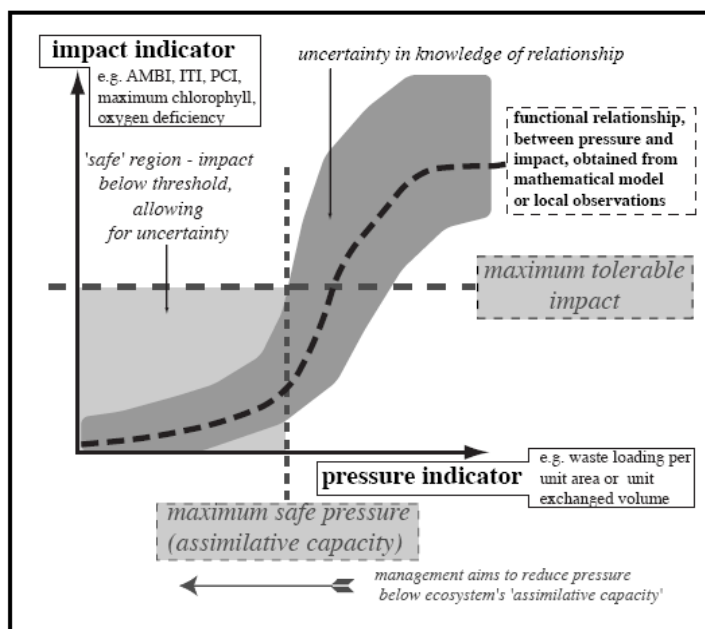 impact indicator
e.g. AMBI, ITI, PCI,
maximum chlorophyll,
oxygen deficiency
uncertainty in knowledge of relationship
functional relationship,
between pressure and
impact, obtained from
mathematical model
or local observations
'safe' region - impact
below threshold,
allowing
for uncertainty
maximum tolerable
impact
pressure indicator
e.g. waste loading per
unit area or unit
exchanged volume
maximum safe pressure
(assimilative capacity)
management aims to reduce pressure
below ecosystem's 'assimilative capacity'